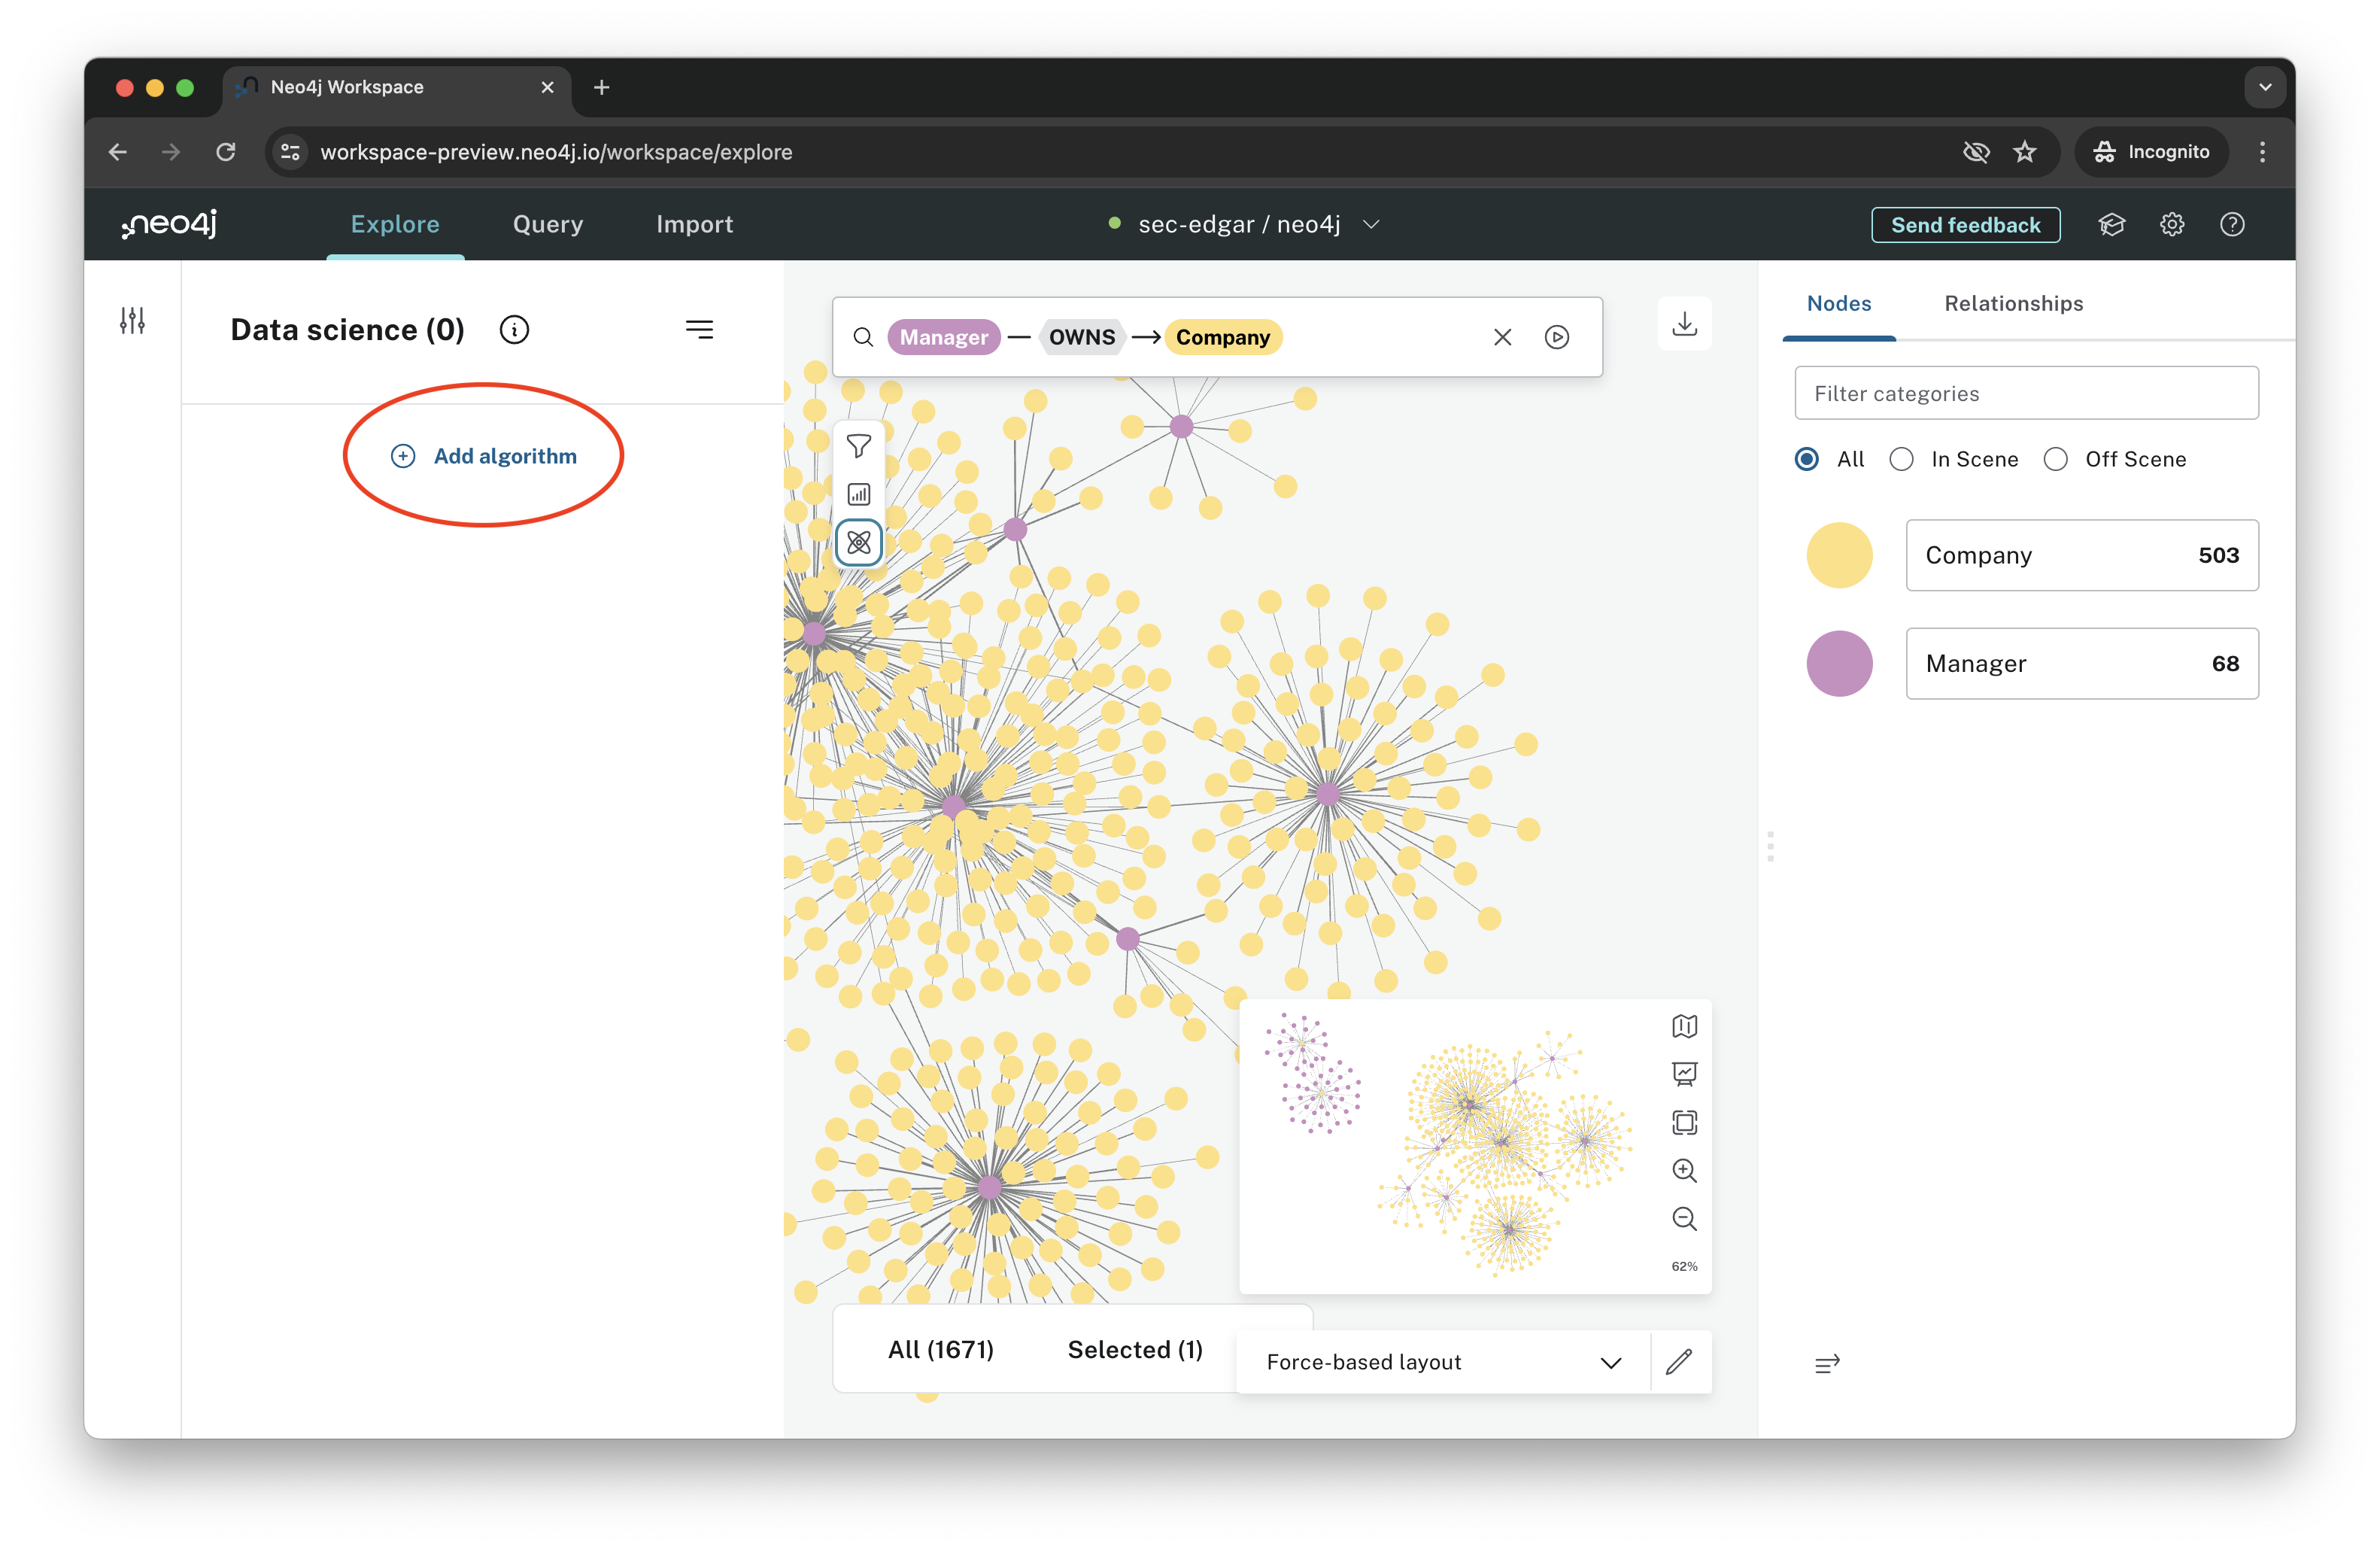 Neo4j Workspace
workspace-preview.neo4j.io/workspace/explore
Incognito
neo4j
Explore
Query
Import
sec-edgar / neo4j
Send feedback
Data science (0)
Add algorithm
Manager OWNS Company
Nodes
Relationships
Filter categories
All
In Scene
Off Scene
Company 503
Manager 68
62%
All (1671)
Selected (1)
Force-based layout